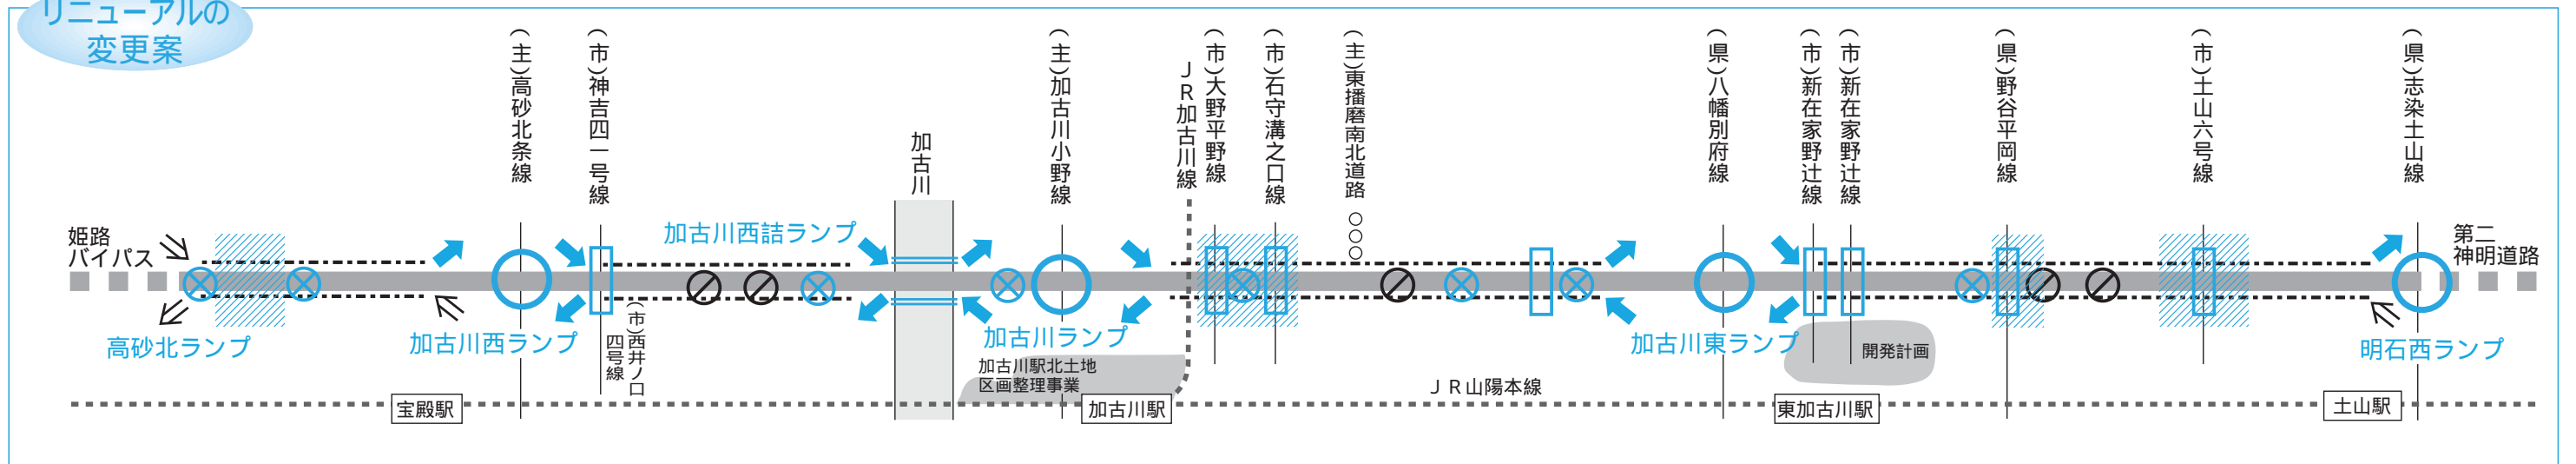 リニューアルの
変更案
(主)高砂北条線
(市)神吉四一号線
加古川
(主)加古川小野線
ＪＲ加古川線
(市)大野平野線
(市)石守溝之口線
(主)東播磨南北道路 ○○○
(県)八幡別府線
(市)新在家野辻線
(市)新在家野辻線
(県)野谷平岡線
(市)土山六号線
(県)志染土山線
姫路
バイパス
加古川西詰ランプ
第二
神明道路
高砂北ランプ
加古川西ランプ
(市)西井ノ口
四号線
加古川ランプ
加古川駅北土地
区画整理事業
加古川東ランプ
開発計画
明石西ランプ
ＪＲ山陽本線
宝殿駅
加古川駅
東加古川駅
土山駅